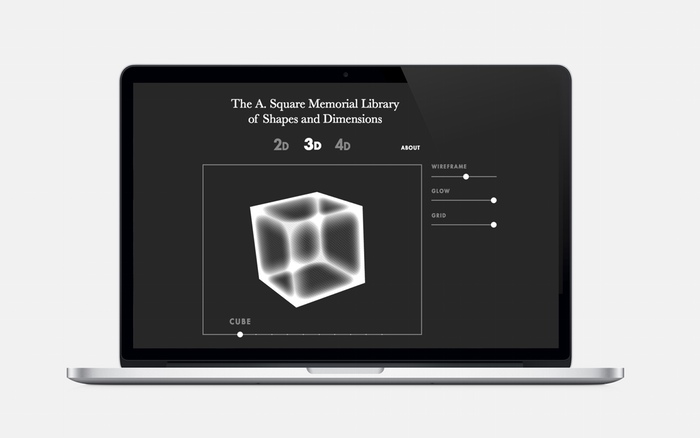 The A. Square Memorial Library
of Shapes and Dimensions
2D 3D 4D
ABOUT
WIREFRAME
GLOW
GRID
CUBE